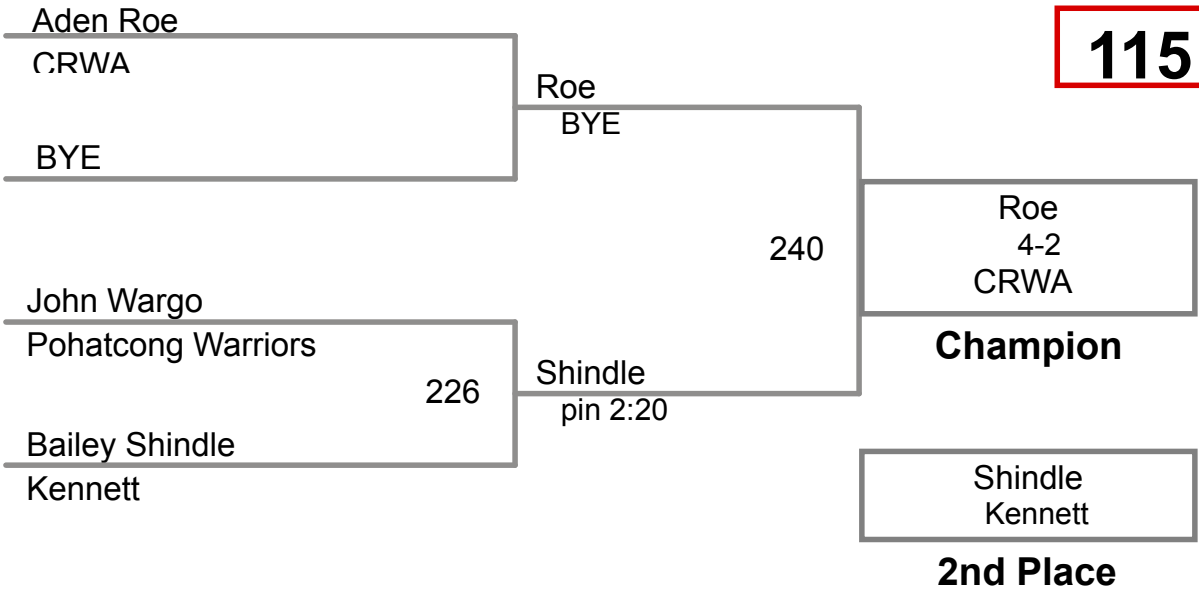 Aden Roe
CRWA
115
Roe
BYE
BYE
Roe
4-2
CRWA
240
John Wargo
Pohatcong Warriors
Champion
Shindle
pin 2:20
226
Bailey Shindle
Kennett
Shindle
Kennett
2nd Place